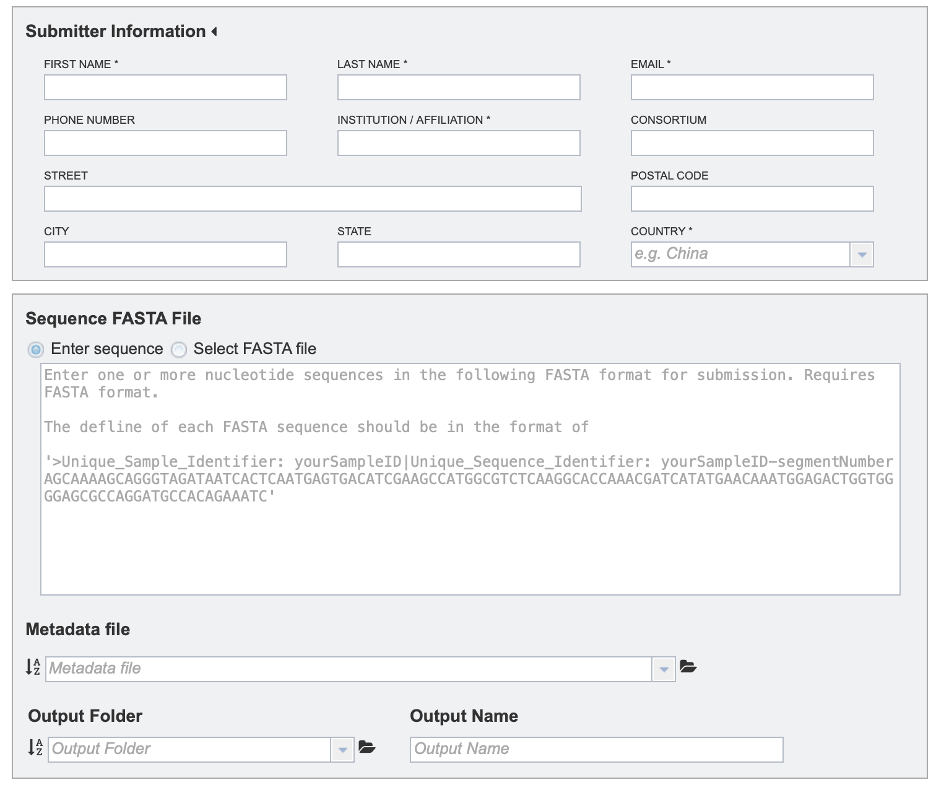 Submitter Information
FIRST NAME * LAST NAME * EMAIL *
PHONE NUMBER INSTITUTION / AFFILIATION * CONSORTIUM
STREET POSTAL CODE
CITY STATE COUNTRY *
e.g. China
Sequence FASTA File
Enter sequence Select FASTA file
Enter one or more nucleotide sequences in the following FASTA format for submission. Requires
FASTA format.
The defline of each FASTA sequence should be in the format of
'>Unique_Sample_Identifier: yourSampleID|Unique_Sequence_Identifier: yourSampleID-segmentNumber
AGCAAAAGCAGGGTAGATAATCACTCAATGAGTGACATCGAAGCCATGGCGTCTCAAGGCACCAAACGATCATATGAACAAATGGAGACTGGTGG
GGAGCGCCAGGATGCCACAGAAATC'
Metadata file
A Z Metadata file
Output Folder Output Name
A Z Output Folder Output Name